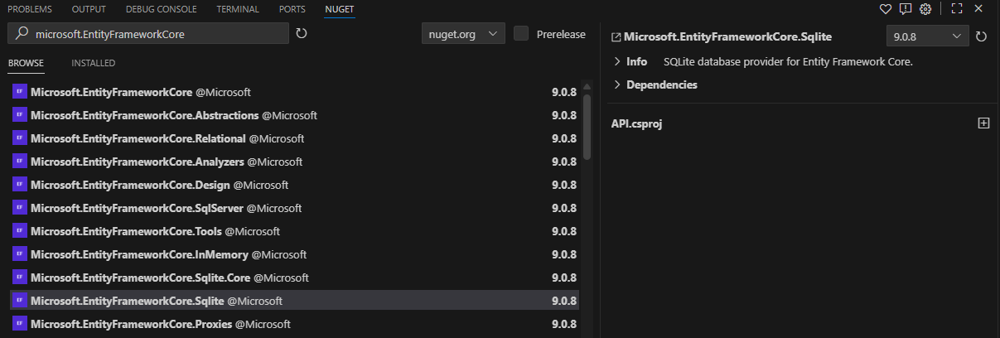 PROBLEMS OUTPUT DEBUG CONSOLE TERMINAL PORTS NUGET
microsoft.EntityFrameworkCore nuget.org Prerelease
BROWSE INSTALLED
EF Microsoft.EntityFrameworkCore @Microsoft 9.0.8
EF Microsoft.EntityFrameworkCore.Abstractions @Microsoft 9.0.8
EF Microsoft.EntityFrameworkCore.Relational @Microsoft 9.0.8
EF Microsoft.EntityFrameworkCore.Analyzers @Microsoft 9.0.8
EF Microsoft.EntityFrameworkCore.Design @Microsoft 9.0.8
EF Microsoft.EntityFrameworkCore.SqlServer @Microsoft 9.0.8
EF Microsoft.EntityFrameworkCore.Tools @Microsoft 9.0.8
EF Microsoft.EntityFrameworkCore.InMemory @Microsoft 9.0.8
EF Microsoft.EntityFrameworkCore.Sqlite.Core @Microsoft 9.0.8
EF Microsoft.EntityFrameworkCore.Sqlite @Microsoft 9.0.8
EF Microsoft.EntityFrameworkCore.Proxies @Microsoft 9.0.8
Microsoft.EntityFrameworkCore.Sqlite 9.0.8
Info SQLite database provider for Entity Framework Core.
Dependencies
API.csproj